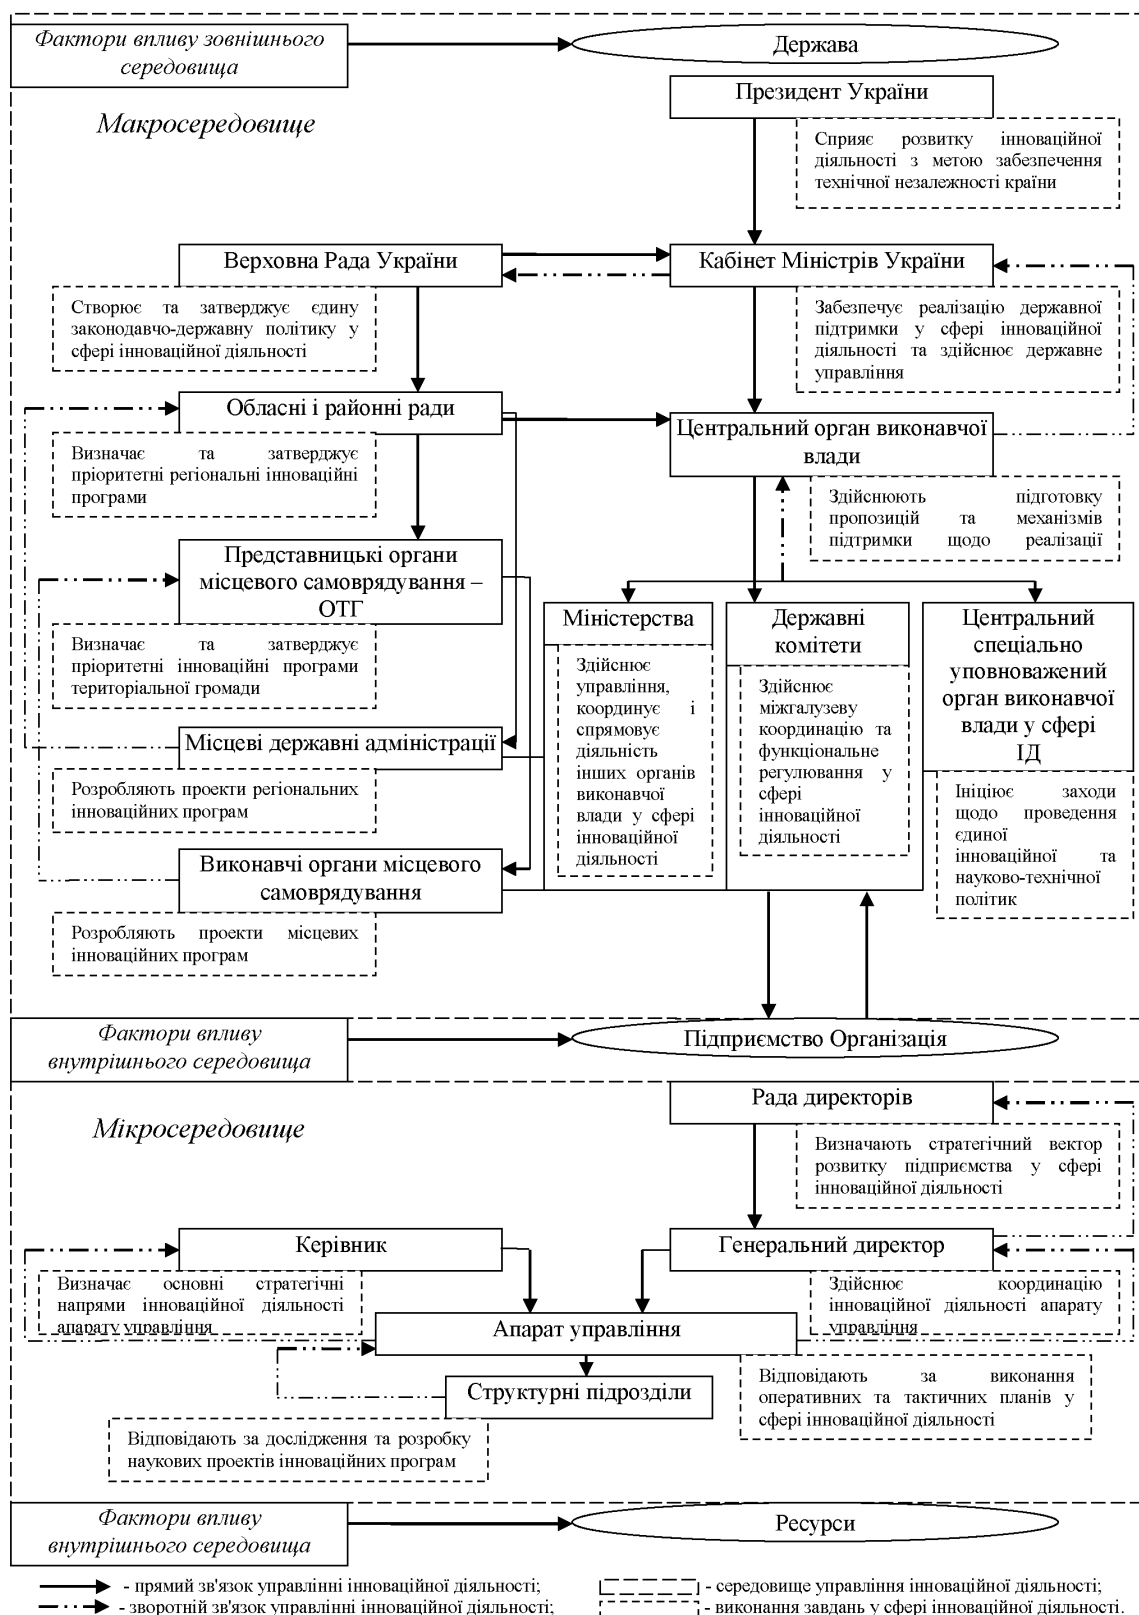 Фактори впливу зовнішнього
середовища
Держава
Макросередовище
Президент України
Сприяє розвитку інноваційної
діяльності з метою забезпечення
технічної незалежності країни
Верховна Рада України
Кабінет Міністрів України
Створює та затверджує єдину
законодавчо-державну політику у
сфері інноваційної діяльності
Забезпечує реалізацію державної
підтримки у сфері інноваційної
діяльності та здійснює державне
управління
Обласні і районні ради
Центральний орган виконавчої
влади
Визначає та затверджує
пріоритетні регіональні інноваційні
програми
Здійснюють підготовку
пропозицій та механізмів
підтримки щодо реалізації
Представницькі органи
місцевого самоврядування –
ОТГ
Визначає та затверджує
пріоритетні інноваційні програми
територіальної громади
Міністерства
Здійснює
управління,
координує і
спрямовує
діяльність
інших органів
виконавчої
влади у сфері
інноваційної
діяльності
Державні
комітети
Здійснює
міжгалузеву
координацію та
функціональне
регулювання у
сфері
інноваційної
діяльності
Центральний
спеціально
уповноважений
орган виконавчої
влади у сфері
ІД
Ініціює заходи
щодо проведення
єдиної
інноваційної та
науково-технічної
політик
Місцеві державні адміністрації
Розробляють проекти регіональних
інноваційних програм
Виконавчі органи місцевого
самоврядування
Розробляють проекти місцевих
інноваційних програм
Фактори впливу
внутрішнього середовища
Підприємство Організація
Мікросередовище
Рада директорів
Визначають стратегічний вектор
розвитку підприємства у сфері
інноваційної діяльності
Керівник
Генеральний директор
Визначає основні стратегічні
напрями інноваційної діяльності
апарату управління
Здійснює координацію
інноваційної діяльності апарату
управління
Апарат управління
Відповідають за виконання
оперативних та тактичних планів у
сфері інноваційної діяльності
Структурні підрозділи
Відповідають за дослідження та розробку
наукових проектів інноваційних програм
Фактори впливу
внутрішнього середовища
Ресурси
- прямий зв'язок управлінні інноваційної діяльності;
- зворотній зв'язок управлінні інноваційної діяльності;
- середовище управління інноваційної діяльності;
- виконання завдань у сфері інноваційної діяльності.